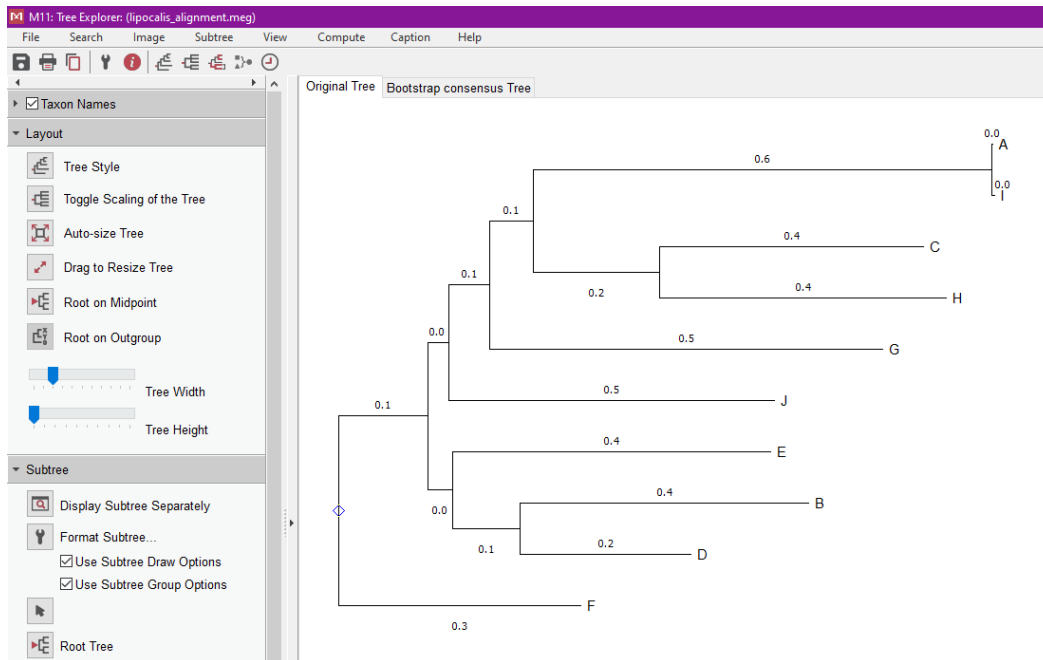 M11: Tree Explorer: (lipocalis_alignment.meg)
File Search Image Subtree View Compute Caption Help
Taxon Names
Layout
Tree Style
Toggle Scaling of the Tree
Auto-size Tree
Drag to Resize Tree
Root on Midpoint
Root on Outgroup
Tree Width
Tree Height
Subtree
Display Subtree Separately
Format Subtree...
Use Subtree Draw Options
Use Subtree Group Options
Root Tree
Original Tree Bootstrap consensus Tree
0.0
A
0.6
0.0
I
0.1
0.4
C
0.1
0.2
0.4
H
0.0
0.5
G
0.1
0.5
J
0.4
E
0.0
0.4
B
0.1
0.2
D
F
0.3